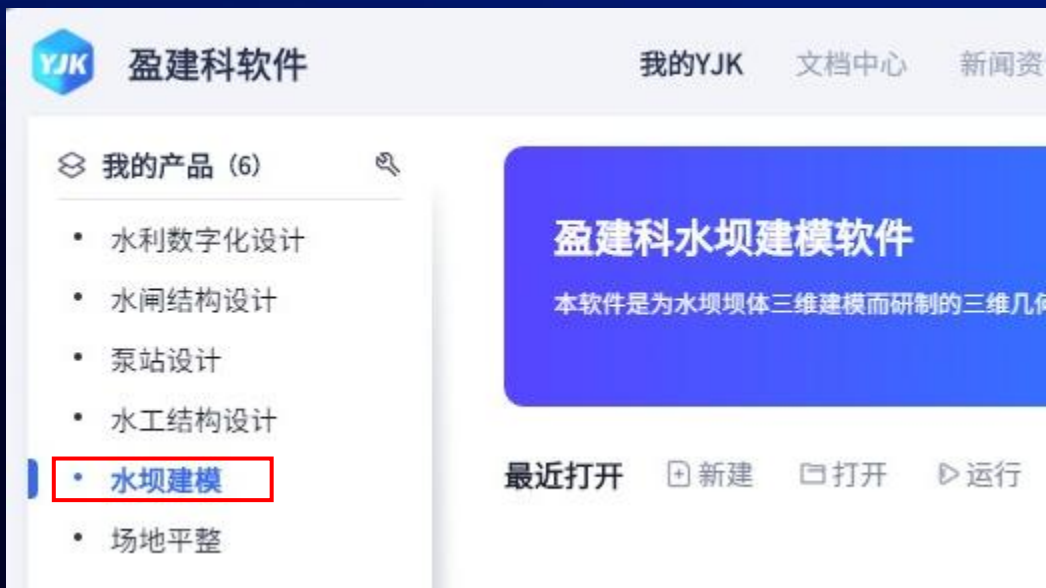 YJK 盈建科软件 我的YJK 文档中心 新闻资
我的产品（6）
水利数字化设计
水闸结构设计
泵站设计
水工结构设计
水坝建模
场地平整
盈建科水坝建模软件
本软件是为水坝坝体三维建模而研制的三维几何
最近打开 新建 打开 运行